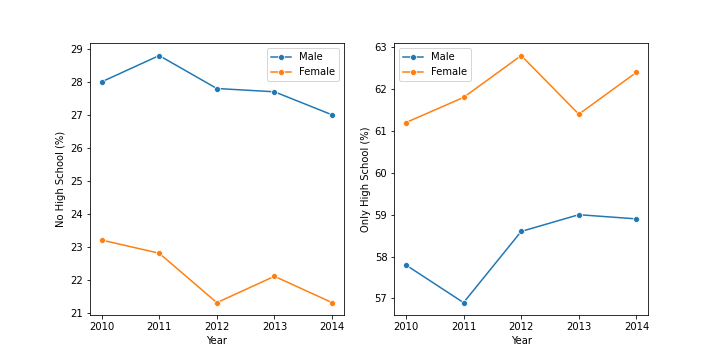 No High School (%)
29
28
27
26
25
24
23
22
21
Male
Female
2010 2011 2012 2013 2014
Year
Only High School (%)
63
62
61
60
59
58
57
Male
Female
2010 2011 2012 2013 2014
Year